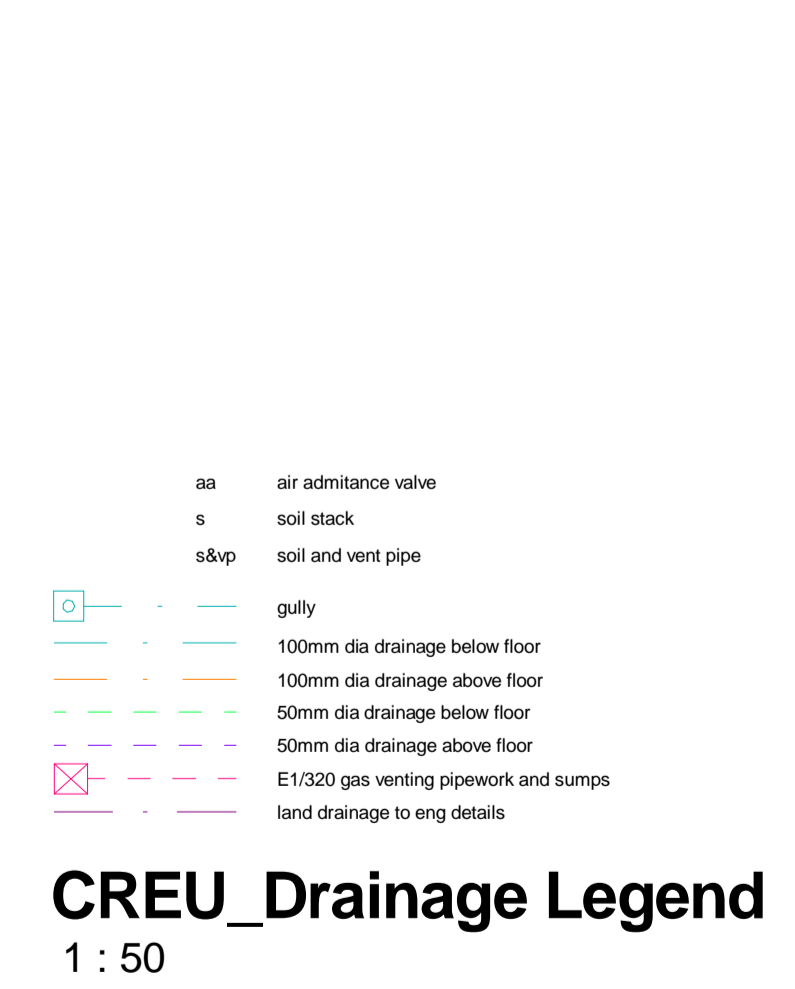 aa air admitance valve
s soil stack
s&vp soil and vent pipe
gully
100mm dia drainage below floor
100mm dia drainage above floor
50mm dia drainage below floor
50mm dia drainage above floor
E1/320 gas venting pipework and sumps
land drainage to eng details
CREU_Drainage Legend
1 : 50